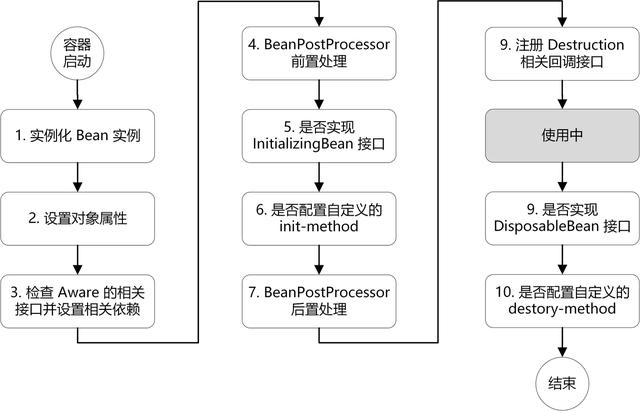 容器
启动
1. 实例化 Bean 实例
2. 设置对象属性
3. 检查 Aware 的相关
接口并设置相关依赖
4. BeanPostProcessor
前置处理
5. 是否实现
InitializingBean 接口
6. 是否配置自定义的
init-method
7. BeanPostProcessor
后置处理
9. 注册 Destruction
相关回调接口
使用中
9. 是否实现
DisposableBean 接口
10. 是否配置自定义的
destory-method
结束